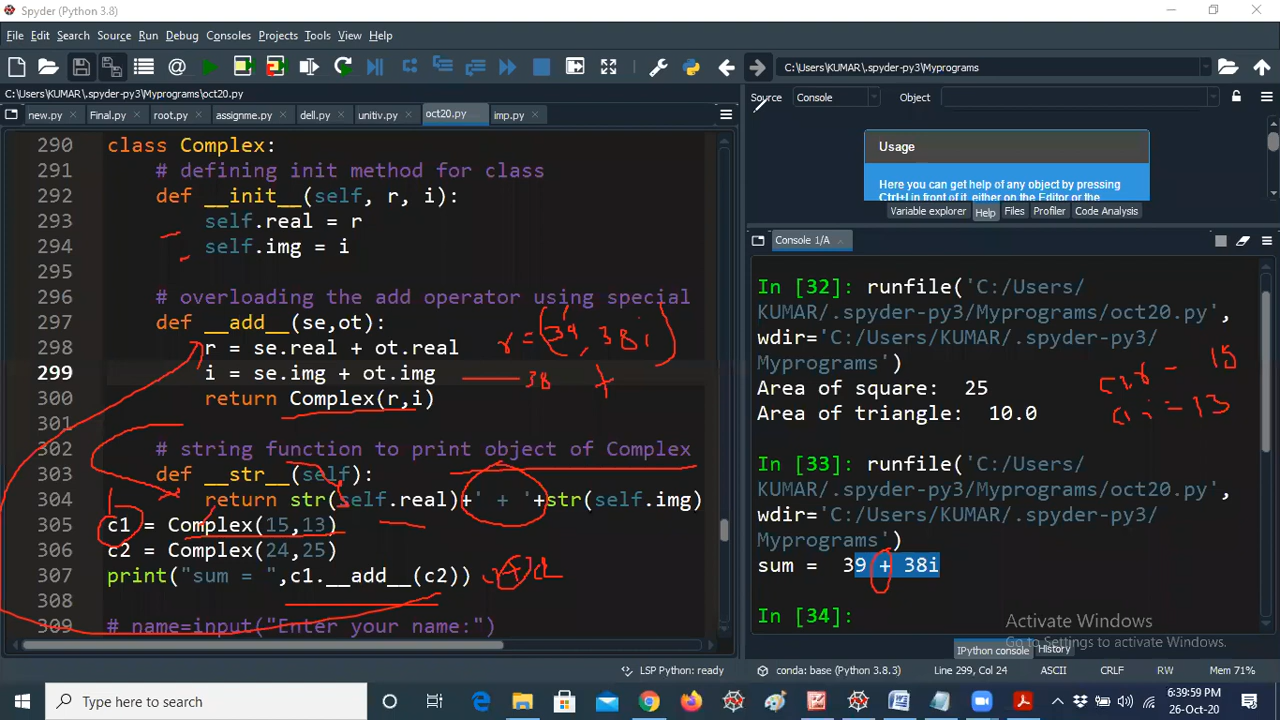 Spyder (Python 3.8)
File Edit Search Source Run Debug Consoles Projects Tools View Help
C:\Users\KUMAR\.spyder-py3\Myprograms
C:\Users\KUMAR\.spyder-py3\Myprograms\oct20.py
new.py Final.py root.py assignme.py dell.py unitiv.py oct20.py imp.py
290 class Complex:
291 # defining init method for class
292 def __init__(self, r, i):
293 self.real = r
294 self.img = i
295
296 # overloading the add operator using special
297 def __add__(se,ot):
298 r = se.real + ot.real
299 i = se.img + ot.img
300 return Complex(r,i)
302 # string function to print object of Complex
303 def __str__(self):
304 return str(self.real)+' + '+str(self.img)
305 c1 = Complex(15,13)
306 c2 = Complex(24,25)
307 print("sum = ",c1.__add__(c2))
308
309 # name=input("Enter your name:")
r = (39, 38i)
38 +
Source Console Object
Usage
Here you can get help of any object by pressing
Ctrl+I in front of it, either on the Editor or the
Variable explorer Help Files Profiler Code Analysis
Console 1/A
In [32]: runfile('C:/Users/
KUMAR/.spyder-py3/Myprograms/oct20.py',
wdir='C:/Users/KUMAR/.spyder-py3/
Myprograms')
Area of square:  25
Area of triangle:  10.0
In [33]: runfile('C:/Users/
KUMAR/.spyder-py3/Myprograms/oct20.py',
wdir='C:/Users/KUMAR/.spyder-py3/
Myprograms')
sum =  39 + 38i
In [34]:
Activate Windows
Go to Settings to activate Windows.
IPython console History
LSP Python: ready conda: base (Python 3.8.3) Line 299, Col 24 ASCII CRLF RW Mem 71%
Type here to search
6:39:59 PM
26-Oct-20